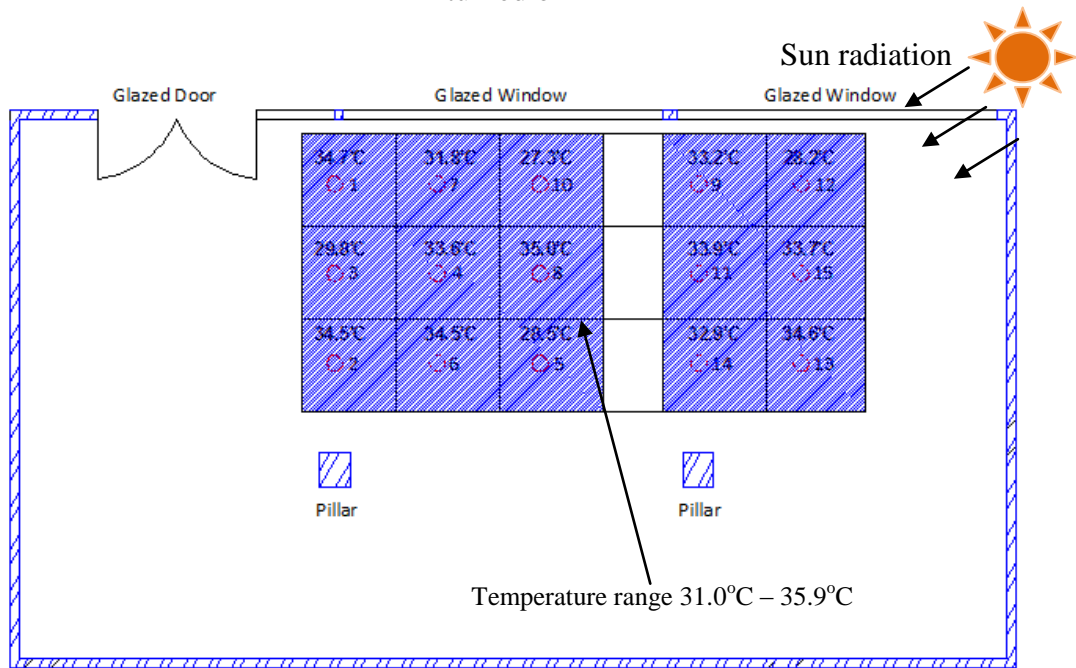 Sun radiation
Glazed Door Glazed Window Glazed Window
34.7°C 31.8°C 27.3°C 33.2°C 28.2°C
1 7 10 9 12
29.8°C 33.6°C 35.0°C 33.9°C 33.7°C
3 4 8 11 15
34.5°C 34.5°C 28.5°C 32.9°C 34.6°C
2 6 5 14 13
Pillar Pillar
Temperature range 31.0°C – 35.9°C